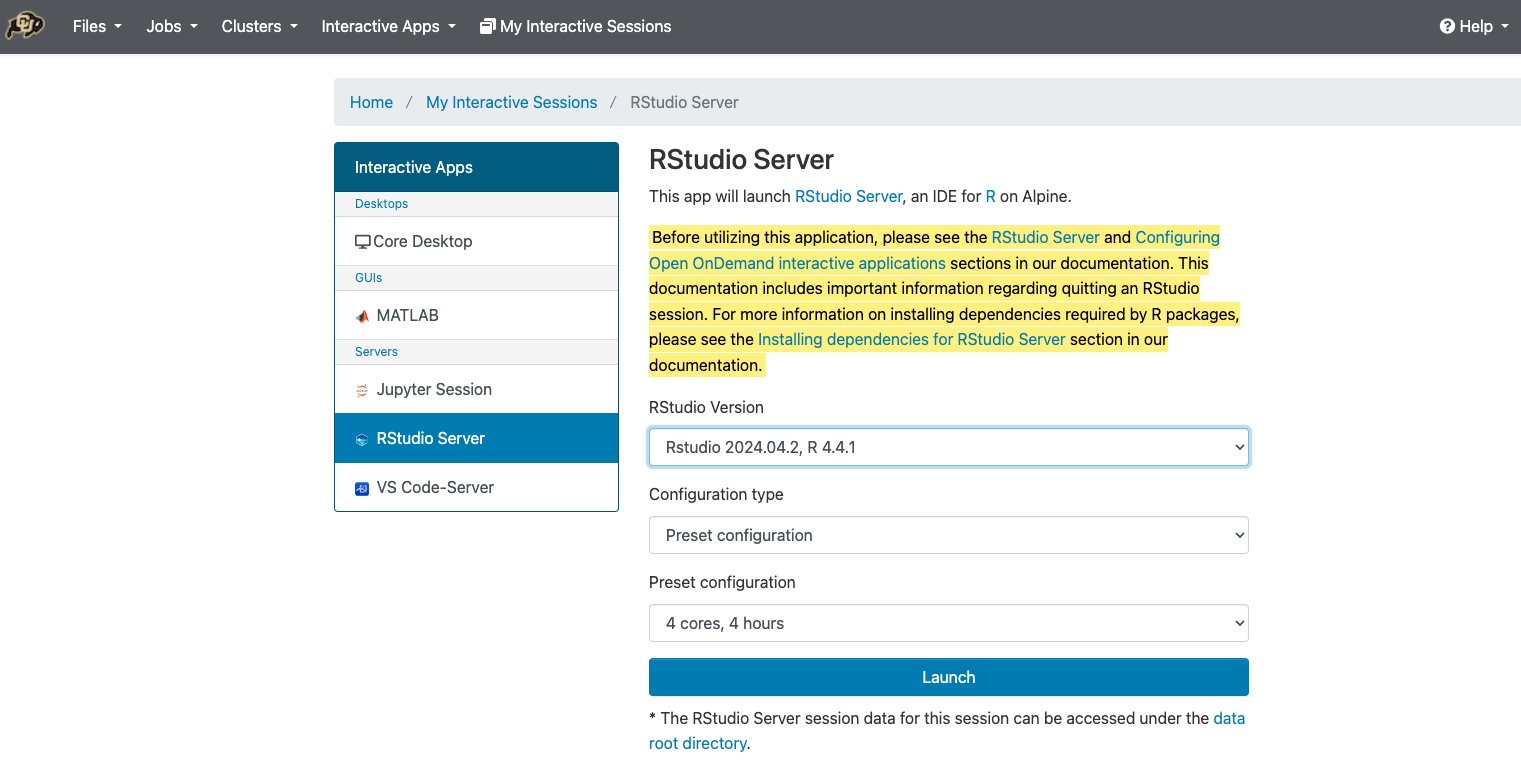 Files
Jobs
Clusters
Interactive Apps
My Interactive Sessions
Help
Home / My Interactive Sessions / RStudio Server
Interactive Apps
Desktops
Core Desktop
GUIs
MATLAB
Servers
Jupyter Session
RStudio Server
VS Code-Server
RStudio Server
This app will launch RStudio Server, an IDE for R on Alpine.
Before utilizing this application, please see the RStudio Server and Configuring
Open OnDemand interactive applications sections in our documentation. This
documentation includes important information regarding quitting an RStudio
session. For more information on installing dependencies required by R packages,
please see the Installing dependencies for RStudio Server section in our
documentation.
RStudio Version
Rstudio 2024.04.2, R 4.4.1
Configuration type
Preset configuration
Preset configuration
4 cores, 4 hours
Launch
* The RStudio Server session data for this session can be accessed under the data
root directory.